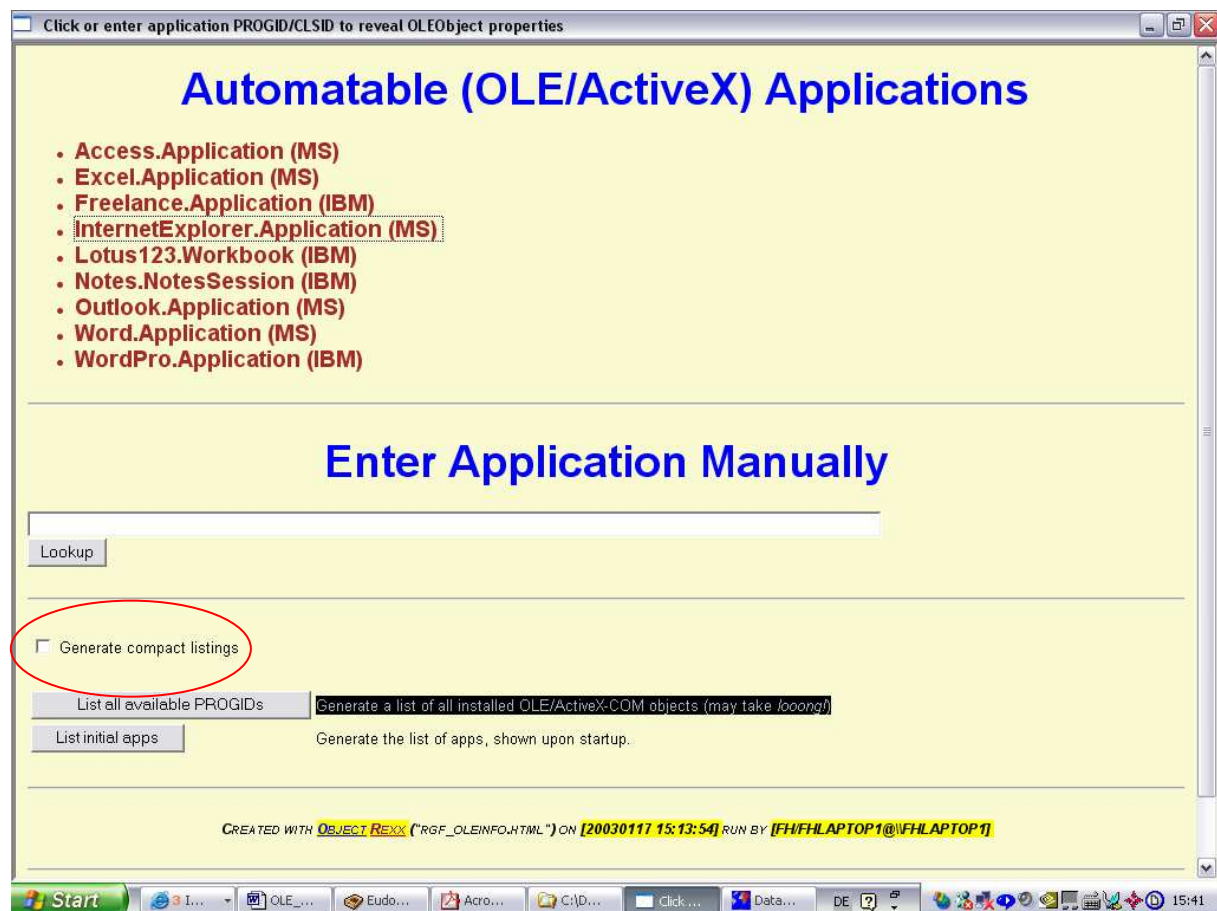 Click or enter application PROGID/CLSID to reveal OLEObject properties
Automatable (OLE/ActiveX) Applications
• Access.Application (MS)
• Excel.Application (MS)
• Freelance.Application (IBM)
• InternetExplorer.Application (MS)
• Lotus123.Workbook (IBM)
• Notes.NotesSession (IBM)
• Outlook.Application (MS)
• Word.Application (MS)
• WordPro.Application (IBM)
Enter Application Manually
Lookup
Generate compact listings
List all available PROGIDs Generate a list of all installed OLE/ActiveX-COM objects (may take looong!)
List initial apps Generate the list of apps, shown upon startup.
CREATED WITH OBJECT REXX ("RGF_OLEINFO.HTML") ON [20030117 15:13:54] RUN BY [FH/FHLAPTOP1@\\FHLAPTOP1]
Start 3 I... OLE_... Eudo... Acro... C:\D... Click ... Data... DE 15:41